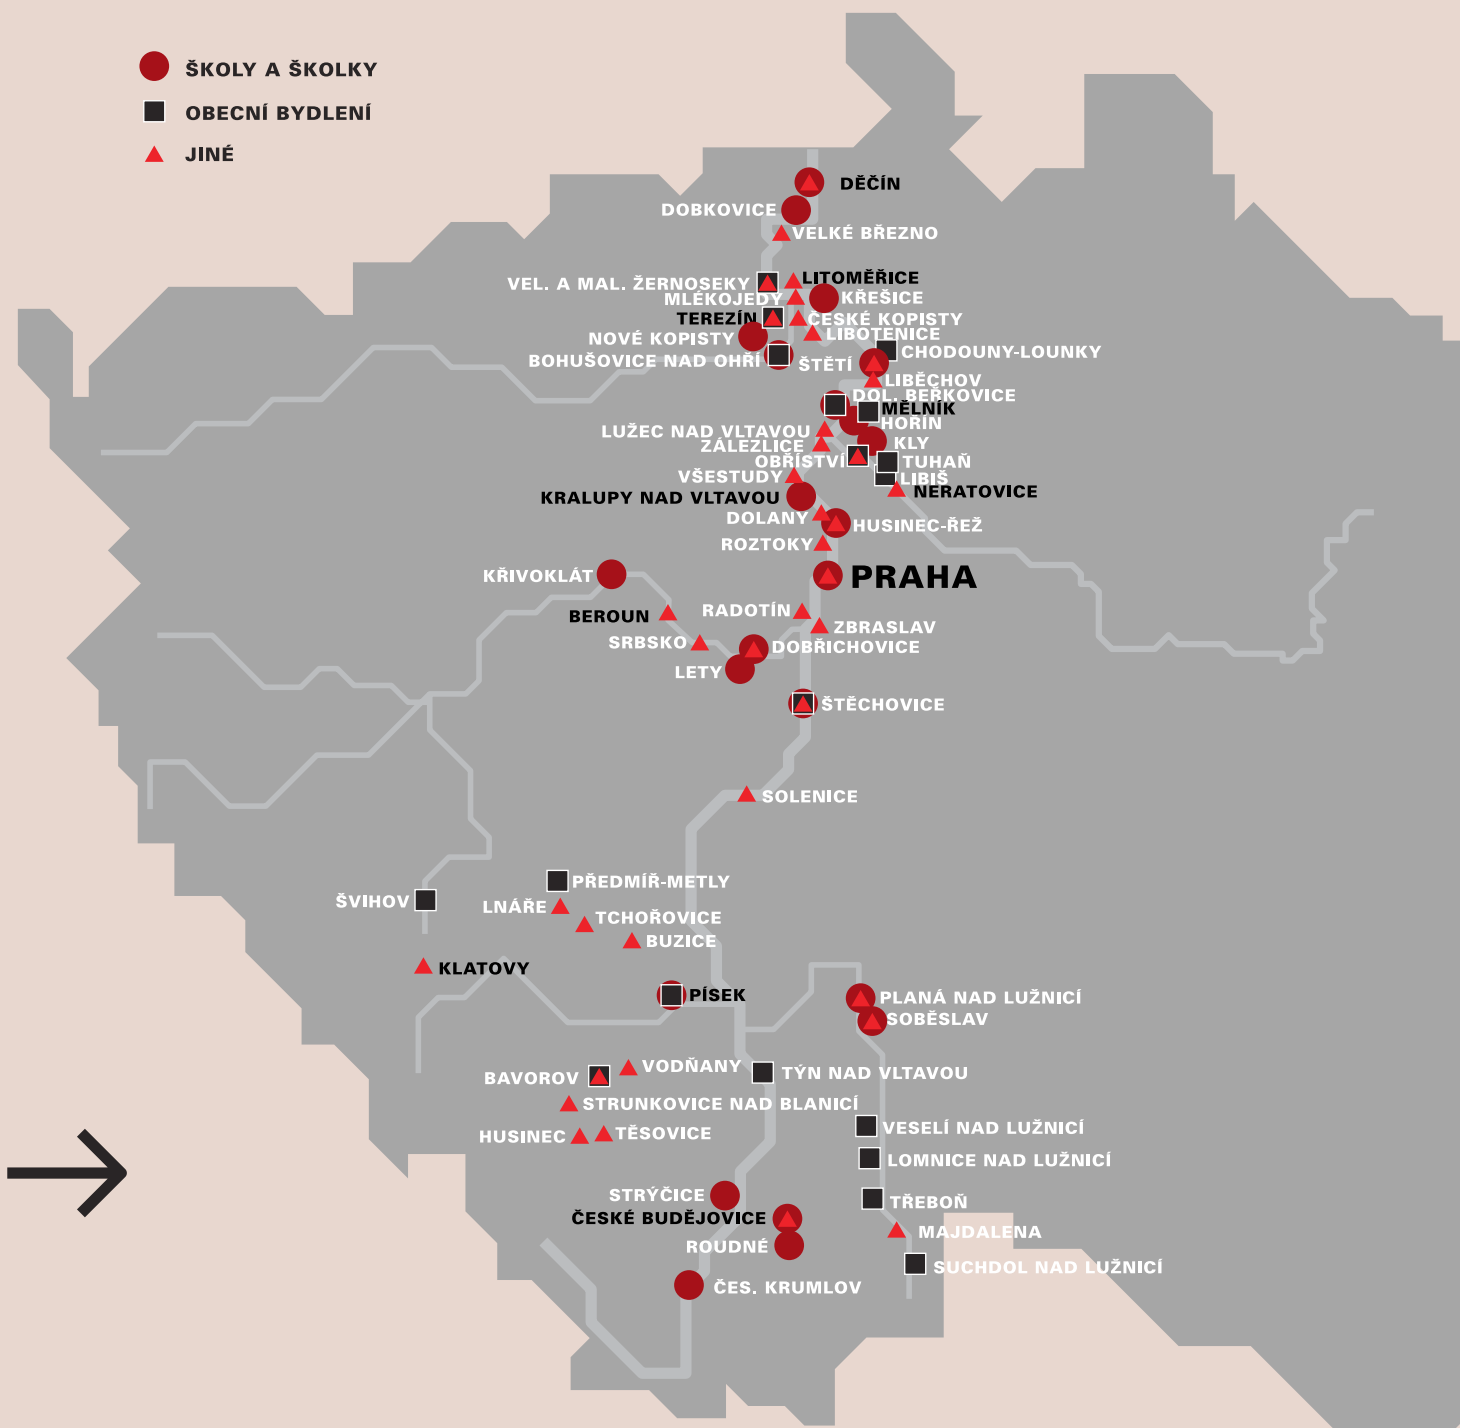 ŠKOLY A ŠKOLKY
OBECNÍ BYDLENÍ
JINÉ
DĚČÍN
DOBKOVICE
VELKÉ BŘEZNO
LITOMĚŘICE
VEL. A MAL. ŽERNOSEKY
MLÉKOJEDY
KŘEŠICE
TEREZÍN
ČESKÉ KOPISTY
LIBOTENICE
NOVÉ KOPISTY
CHODOUNY-LOUNKY
BOHUŠOVICE NAD OHŘÍ
ŠTĚTÍ
LIBĚCHOV
DOL. BEŘKOVICE
MĚLNÍK
HOŘÍN
LUŽEC NAD VLTAVOU
KLY
ZÁLEZLICE
OBŘÍSTVÍ
TUHAŇ
VŠESTUDY
LIBIŠ
NERATOVICE
KRALUPY NAD VLTAVOU
DOLANY
HUSINEC-ŘEŽ
ROZTOKY
KŘIVOKLÁT
PRAHA
BEROUN
RADOTÍN
ZBRASLAV
SRBSKO
DOBŘICHOVICE
LETY
ŠTĚCHOVICE
SOLENICE
PŘEDMÍŘ-METLY
ŠVIHOV
LNÁŘE
TCHOŘOVICE
BUZICE
KLATOVY
PÍSEK
PLANÁ NAD LUŽNICÍ
SOBĚSLAV
VODŇANY
BAVOROV
TÝN NAD VLTAVOU
STRUNKOVICE NAD BLANICÍ
VESELÍ NAD LUŽNICÍ
HUSINEC
TĚSOVICE
LOMNICE NAD LUŽNICÍ
STRÝČICE
TŘEBOŇ
ČESKÉ BUDĚJOVICE
MAJDALENA
ROUDNÉ
SUCHDOL NAD LUŽNICÍ
ČES. KRUMLOV